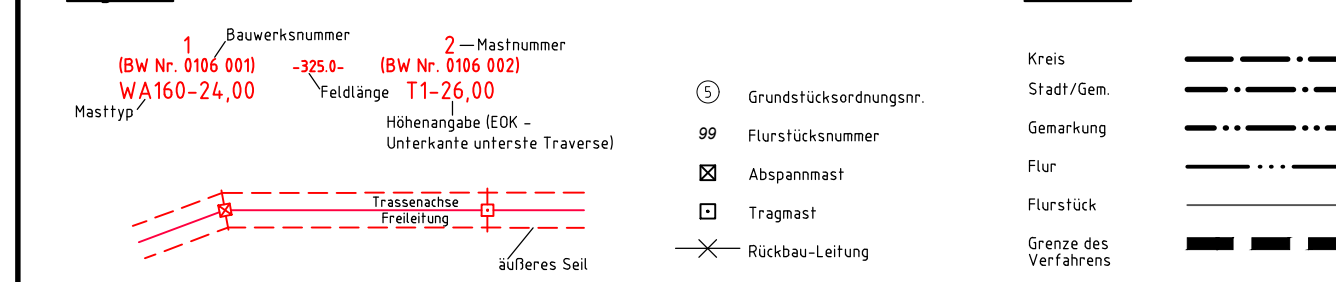 Bauwerksnummer
1
2
Mastnummer
(BW Nr. 0106 001)
-325.0-
(BW Nr. 0106 002)
WA160-24,00
Feldlänge
T1-26,00
Masttyp
Höhenangabe (EOK -
Unterkante unterste Traverse)
Trassenachse
Freileitung
äußeres Seil
5
Grundstücksordnungsnr.
99
Flurstücksnummer
Abspannmast
Tragmast
Rückbau-Leitung
Kreis
Stadt/Gem.
Gemarkung
Flur
Flurstück
Grenze des
Verfahrens